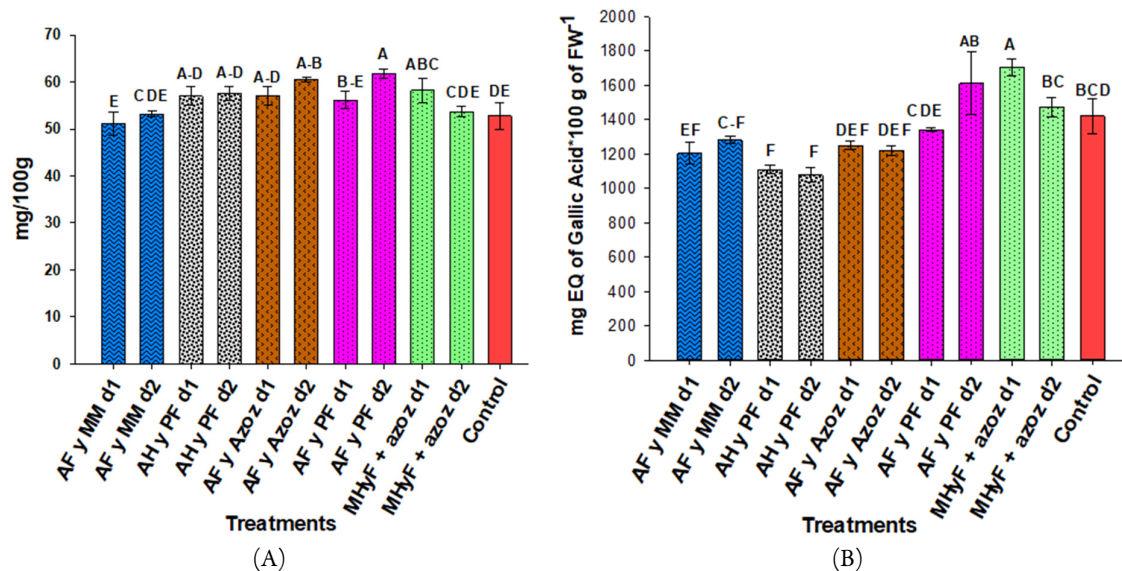 A
70
60
50
40
30
20
10
0
mg/100g
E
C DE
A-D
A-D
A-D
A-B
B-E
A
ABC
CDE
DE
AF y MM d1
AF y MM d2
AH y PF d1
AH y PF d2
AF y Azoz d1
AF y Azoz d2
AF y PF d1
AF y PF d2
MHyF + azoz d1
MHyF + azoz d2
Control
Treatments
(A)
B
2000
1800
1600
1400
1200
1000
800
600
400
200
0
mg EQ of Gallic Acid*100 g of FW-1
EF
C-F
F
F
DEF
DEF
C DE
AB
A
BC
BCD
AF y MM d1
AF y MM d2
AH y PF d1
AH y PF d2
AF y Azoz d1
AF y Azoz d2
AF y PF d1
AF y PF d2
MHyF + azoz d1
MHyF + azoz d2
Control
Treatments
(B)